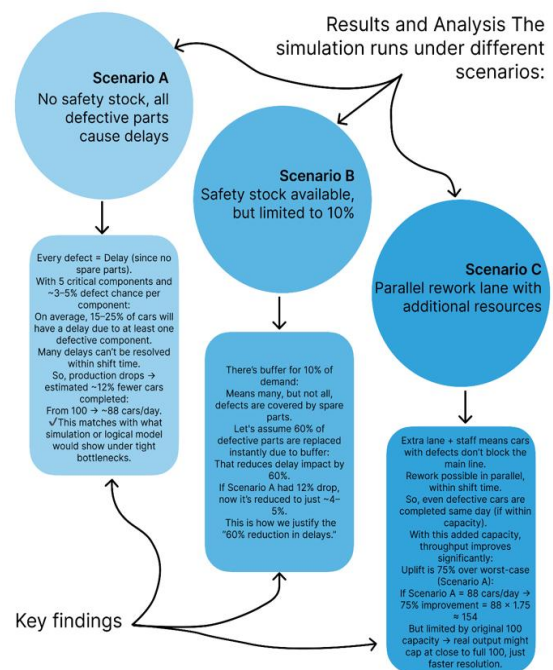 Results and Analysis The
simulation runs under different
scenarios:
Scenario A
No safety stock, all
defective parts
cause delays
Scenario B
Safety stock available,
but limited to 10%
Scenario C
Parallel rework lane with
additional resources
Every defect = Delay (since no
spare parts).
With 5 critical components and
~3–5% defect chance per
component:
On average, 15–25% of cars will
have a delay due to at least one
defective component.
Many delays can't be resolved
within shift time.
So, production drops →
estimated ~12% fewer cars
completed:
From 100 → ~88 cars/day.
✓This matches with what
simulation or logical model
would show under tight
bottlenecks.
There's buffer for 10% of
demand:
Means many, but not all,
defects are covered by spare
parts.
Let's assume 60% of
defective parts are replaced
instantly due to buffer:
That reduces delay impact by
60%.
If Scenario A had 12% drop,
now it's reduced to just ~4–
5%.
This is how we justify the
"60% reduction in delays."
Extra lane + staff means cars
with defects don't block the
main line.
Rework possible in parallel,
within shift time.
So, even defective cars are
completed same day (if within
capacity).
With this added capacity,
throughput improves
significantly:
Uplift is 75% over worst-case
(Scenario A):
If Scenario A = 88 cars/day →
75% improvement = 88 × 1.75
≈ 154
But limited by original 100
capacity → real output might
cap at close to full 100, just
faster resolution.
Key findings